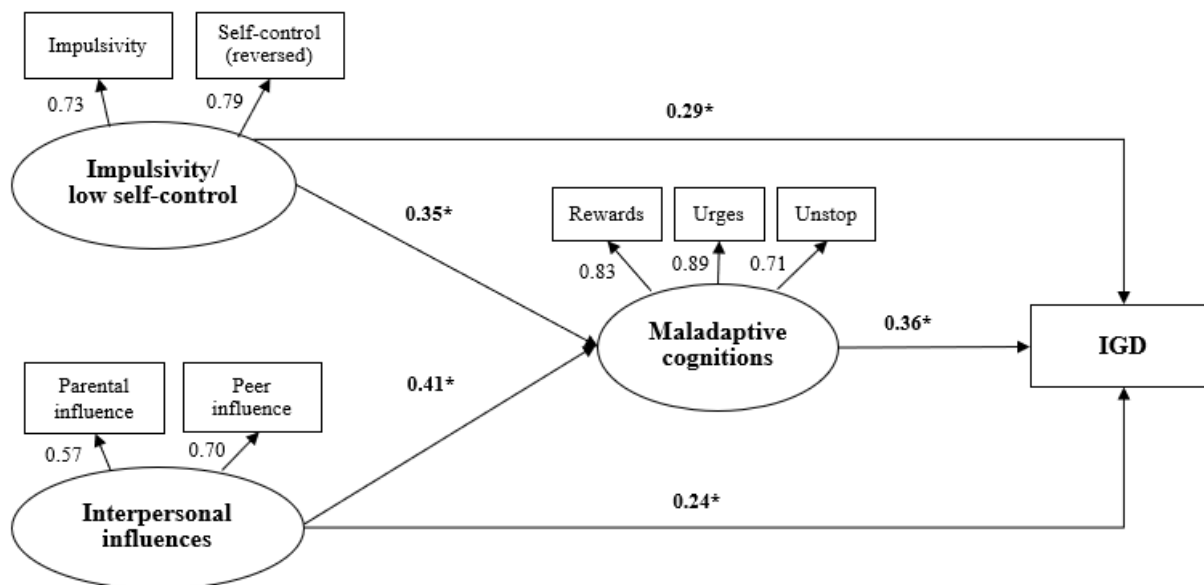 Impulsivity
Self-control
(reversed)
0.73
0.79
0.29*
Impulsivity/
low self-control
0.35*
Rewards
Urges
Unstop
0.83
0.89
0.71
Maladaptive
cognitions
0.36*
IGD
Parental
influence
Peer
influence
0.41*
0.57
0.70
Interpersonal
influences
0.24*